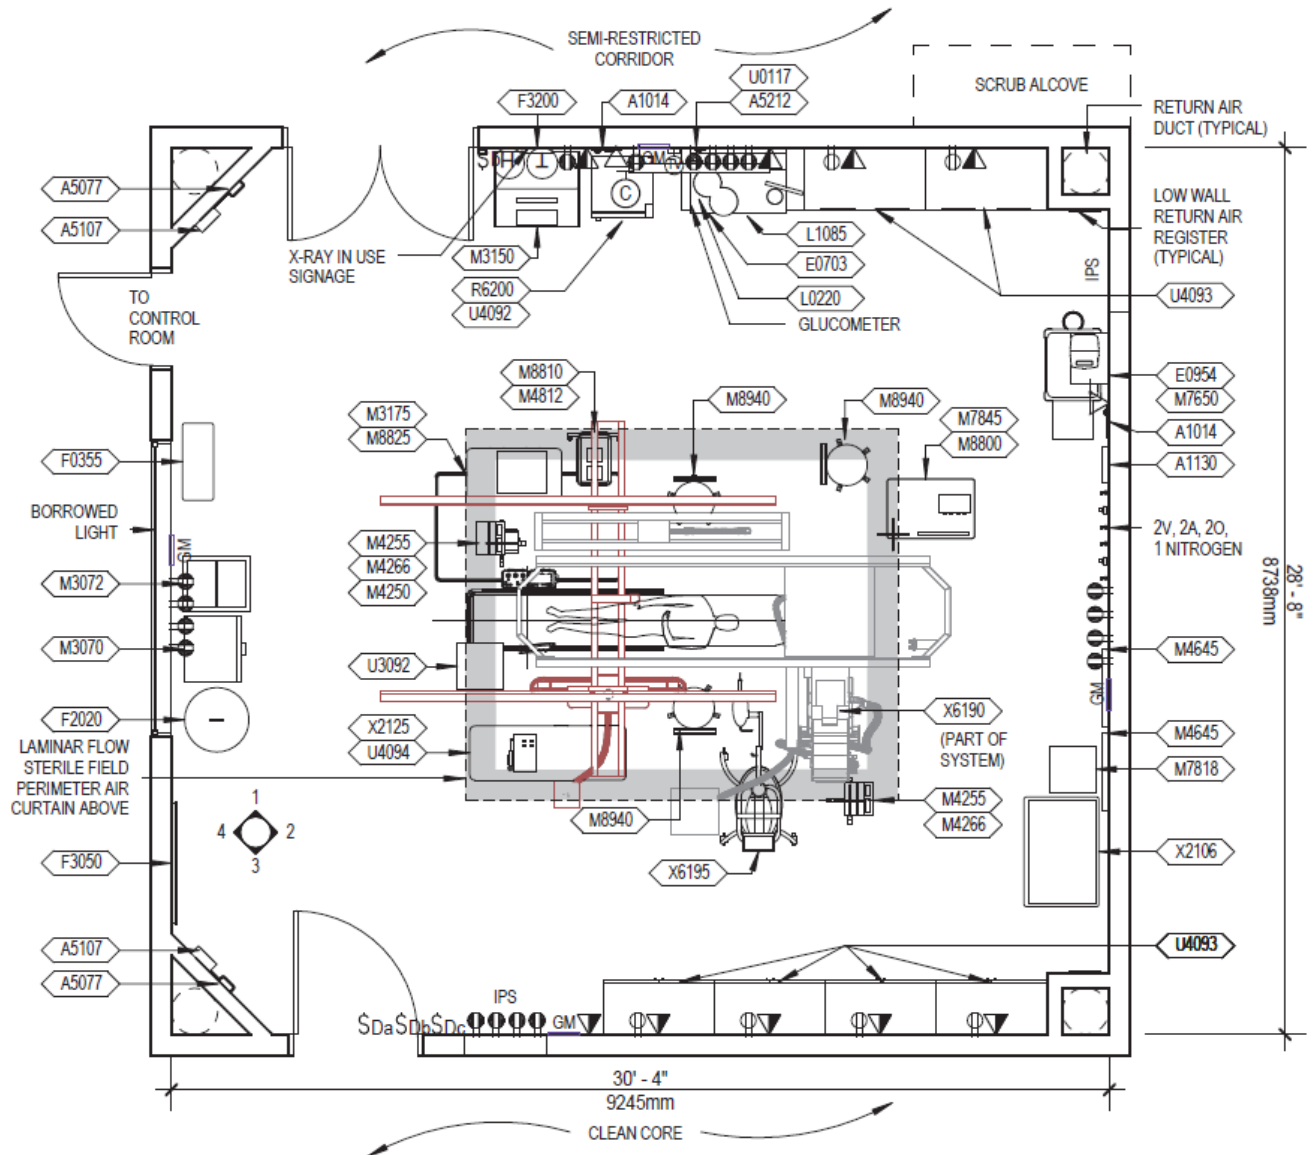 SEMI-RESTRICTED
CORRIDOR
SCRUB ALCOVE
U0117
A5212
F3200
A1014
RETURN AIR
DUCT (TYPICAL)
A5077
A5107
$D
GM
C
LOW WALL
RETURN AIR
REGISTER
(TYPICAL)
X-RAY IN USE
SIGNAGE
M3150
R6200
U4092
L1085
E0703
L0220
GLUCOMETER
IPS
U4093
TO
CONTROL
ROOM
M8810
M4812
M8940
M8940
M3175
M8825
M7845
M8800
E0954
M7650
A1014
A1130
F0355
BORROWED
LIGHT
GM
2V, 2A, 2O,
1 NITROGEN
M4255
M4266
M4250
M3072
M3070
28' - 8"
8738mm
U3092
M4645
GM
F2020
X2125
U4094
X6190
(PART OF
SYSTEM)
M4645
M7818
LAMINAR FLOW
STERILE FIELD
PERIMETER AIR
CURTAIN ABOVE
M8940
M4255
M4266
1
4 2
3
F3050
X6195
X2106
A5107
A5077
U4093
IPS
$Da$Db$Dc
GM
30' - 4"
9245mm
CLEAN CORE